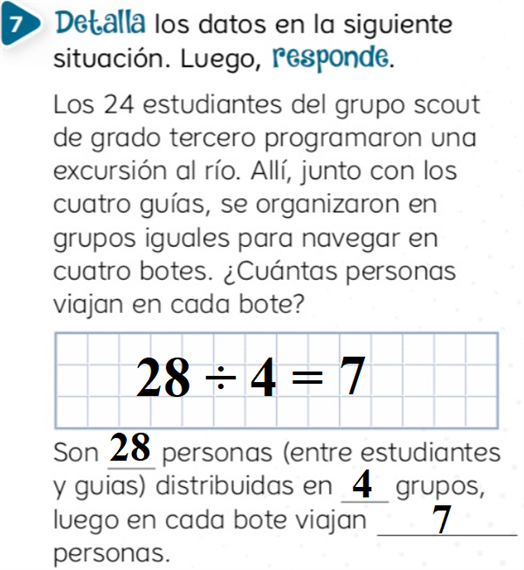 7 Detalla los datos en la siguiente
situación. Luego, responde.
Los 24 estudiantes del grupo scout
de grado tercero programaron una
excursión al río. Allí, junto con los
cuatro guías, se organizaron en
grupos iguales para navegar en
cuatro botes. ¿Cuántas personas
viajan en cada bote?
28 ÷ 4 = 7
Son 28 personas (entre estudiantes
y guias) distribuidas en 4 grupos,
luego en cada bote viajan 7
personas.